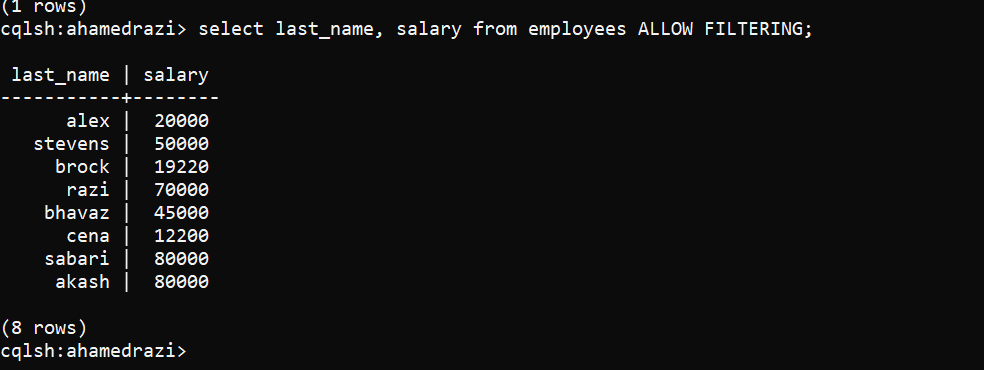 (1 rows)
cqlsh:ahamedrazi> select last_name, salary from employees ALLOW FILTERING;
 last_name | salary
-----------+--------
      alex |  20000
   stevens |  50000
     brock |  19220
      razi |  70000
    bhavaz |  45000
      cena |  12200
    sabari |  80000
     akash |  80000
(8 rows)
cqlsh:ahamedrazi>